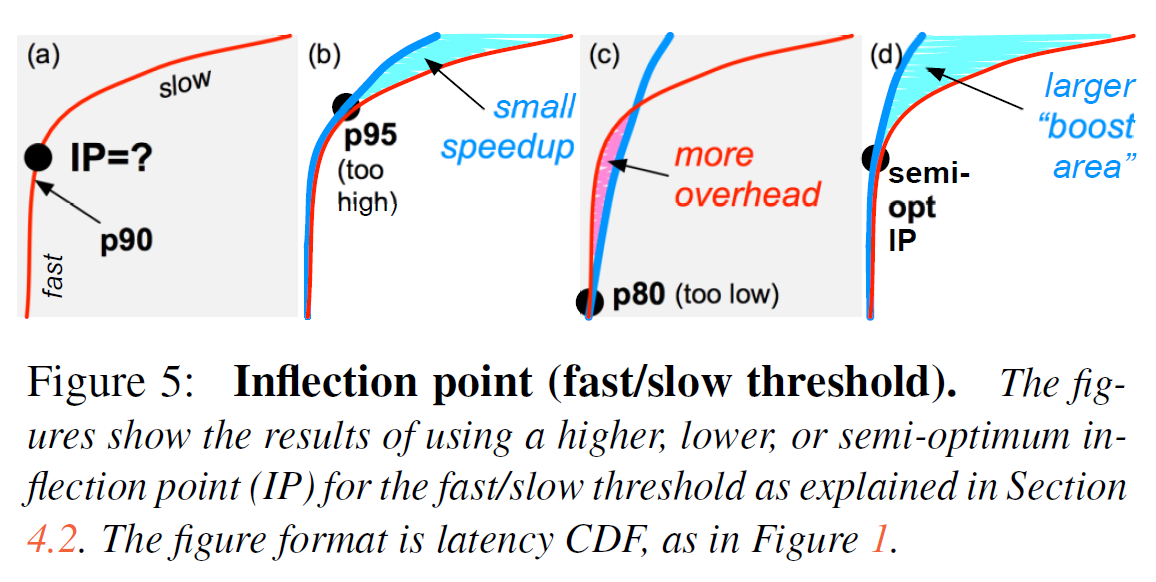 (a)
slow
IP=?
p90
fast
(b)
small
speedup
p95
(too
high)
(c)
more
overhead
p80 (too low)
(d)
larger
“boost
area”
semi-
opt
IP
Figure 5: Inflection point (fast/slow threshold). The fig-
ures show the results of using a higher, lower, or semi-optimum in-
flection point (IP) for the fast/slow threshold as explained in Section
4.2. The figure format is latency CDF, as in Figure 1.